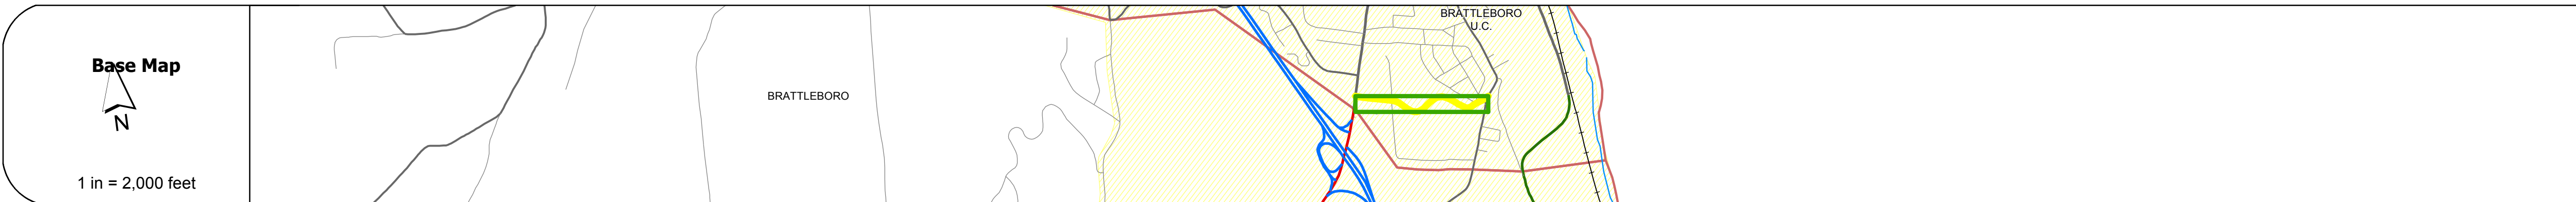 Base Map
N
1 in = 2,000 feet
BRATTLEBORO
BRATTLEBORO
U.C.